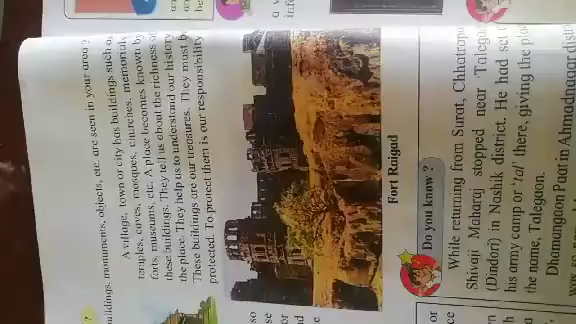 buildings, monuments, objects, etc. are seen in your area ?
A village, town or city has buildings such as
temples, caves, mosques, churches, memorials
forts, museums, etc. A place becomes known by
these buildings. They tell us about the richness of
the place. They help us to understand our history
These buildings are our treasures. They must be
protected. To protect them is our responsibility.
Fort Raigad
Do you know ?
While returning from Surat, Chhatrapa
Shivaji Maharaj stopped near Talegao
(Dindori) in Nashik district. He had set
his army camp or 'tal' there, giving the pla
the name, Talegaon.
Dhamangaon Paat in Ahmadnagar distri